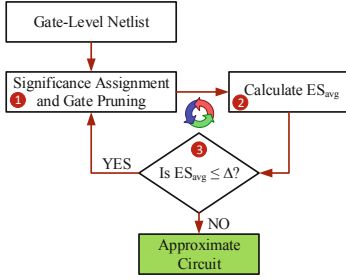 Gate-Level Netlist
Significance Assignment
1 and Gate Pruning
Calculate ESavg
2
3
YES
Is ESavg ≤ Δ?
NO
Approximate
Circuit